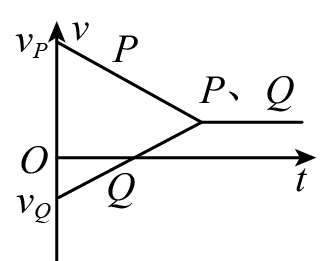 v_P v P
P、Q
O t
v_Q Q